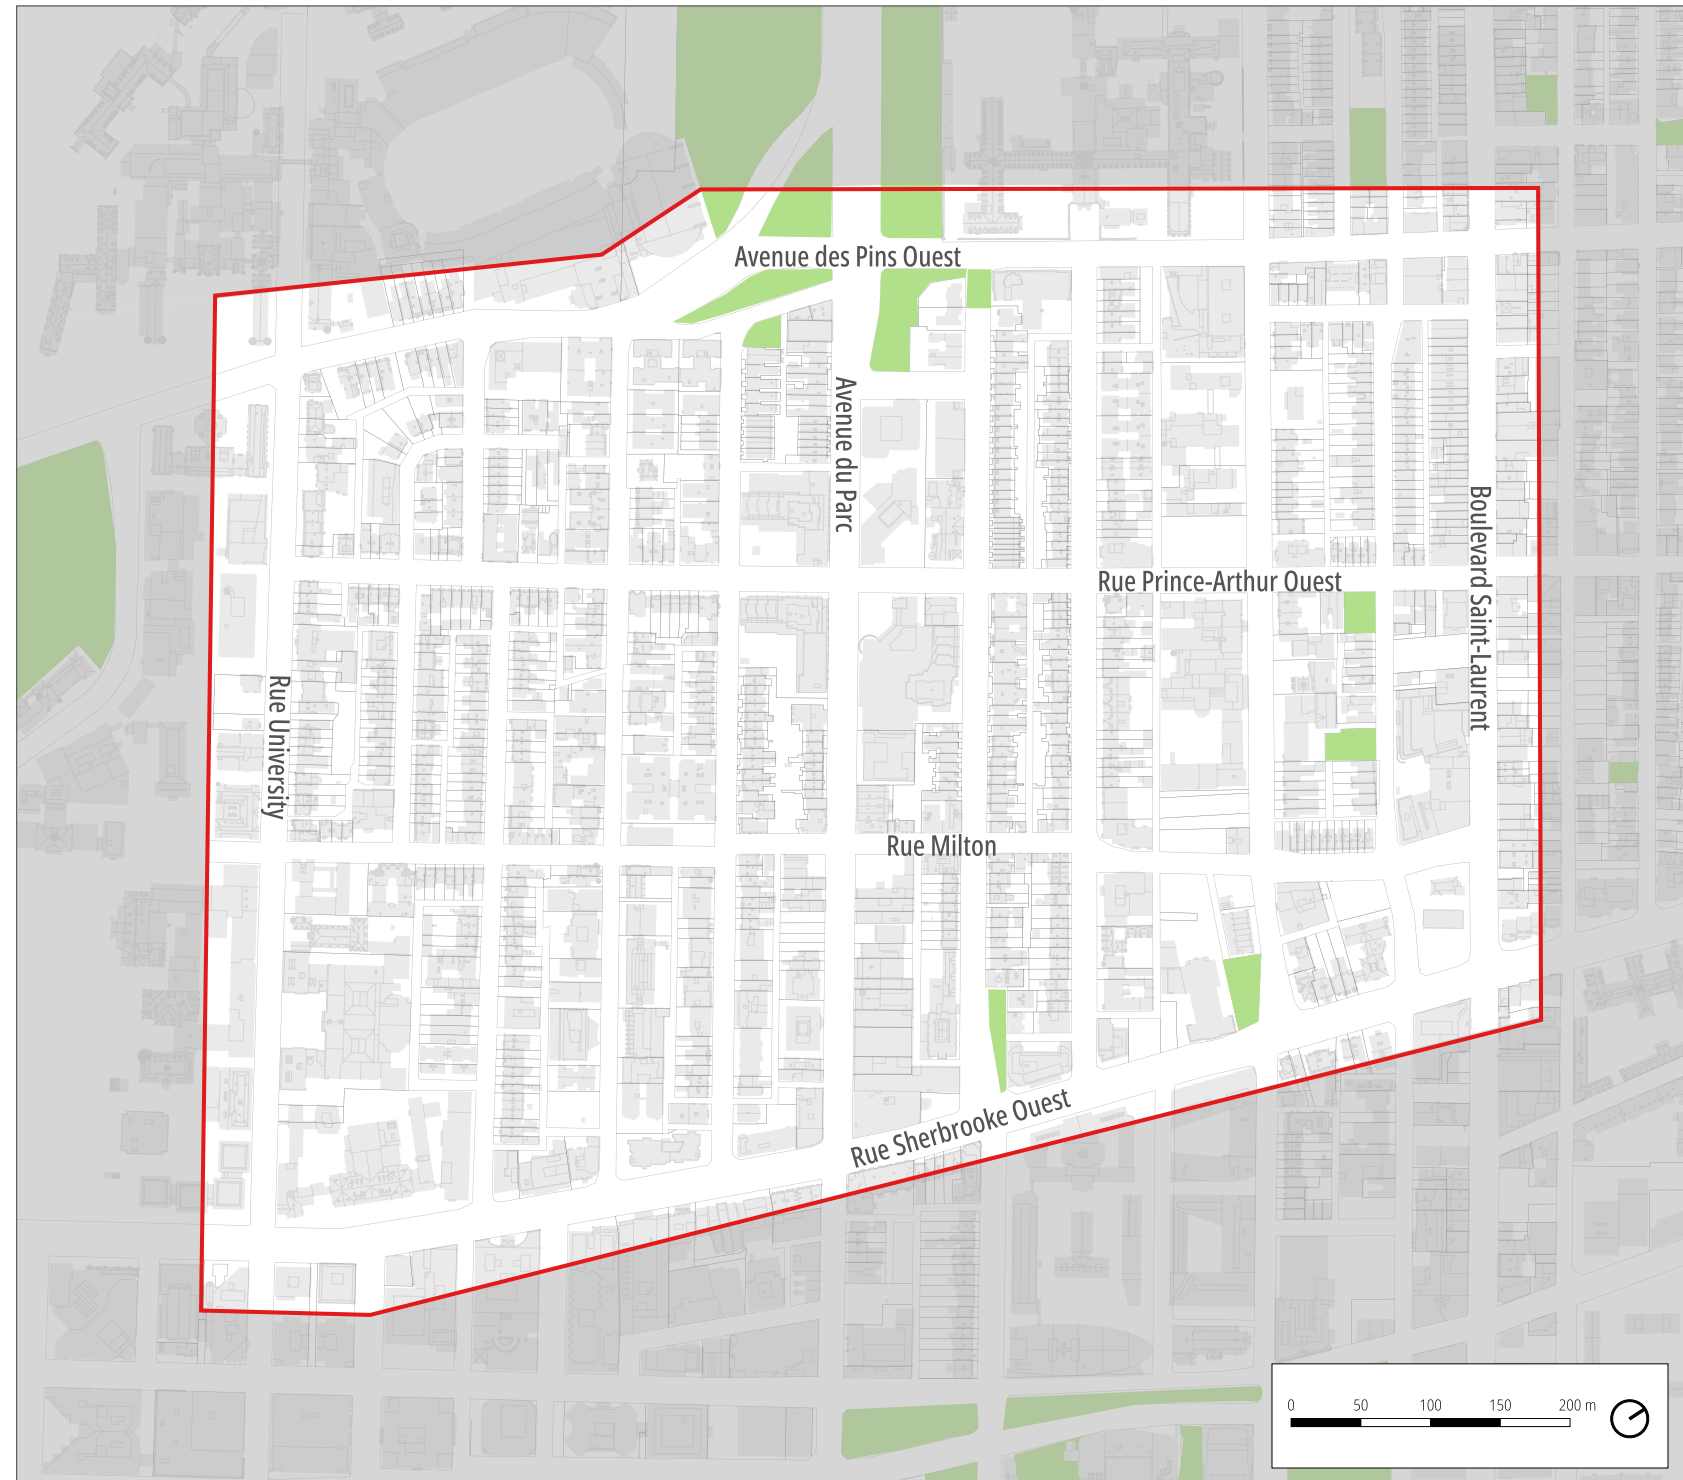 Avenue des Pins Ouest
Avenue du Parc
Boulevard Saint-Laurent
Rue Prince-Arthur Ouest
Rue University
Rue Milton
Rue Sherbrooke Ouest
0 50 100 150 200 m